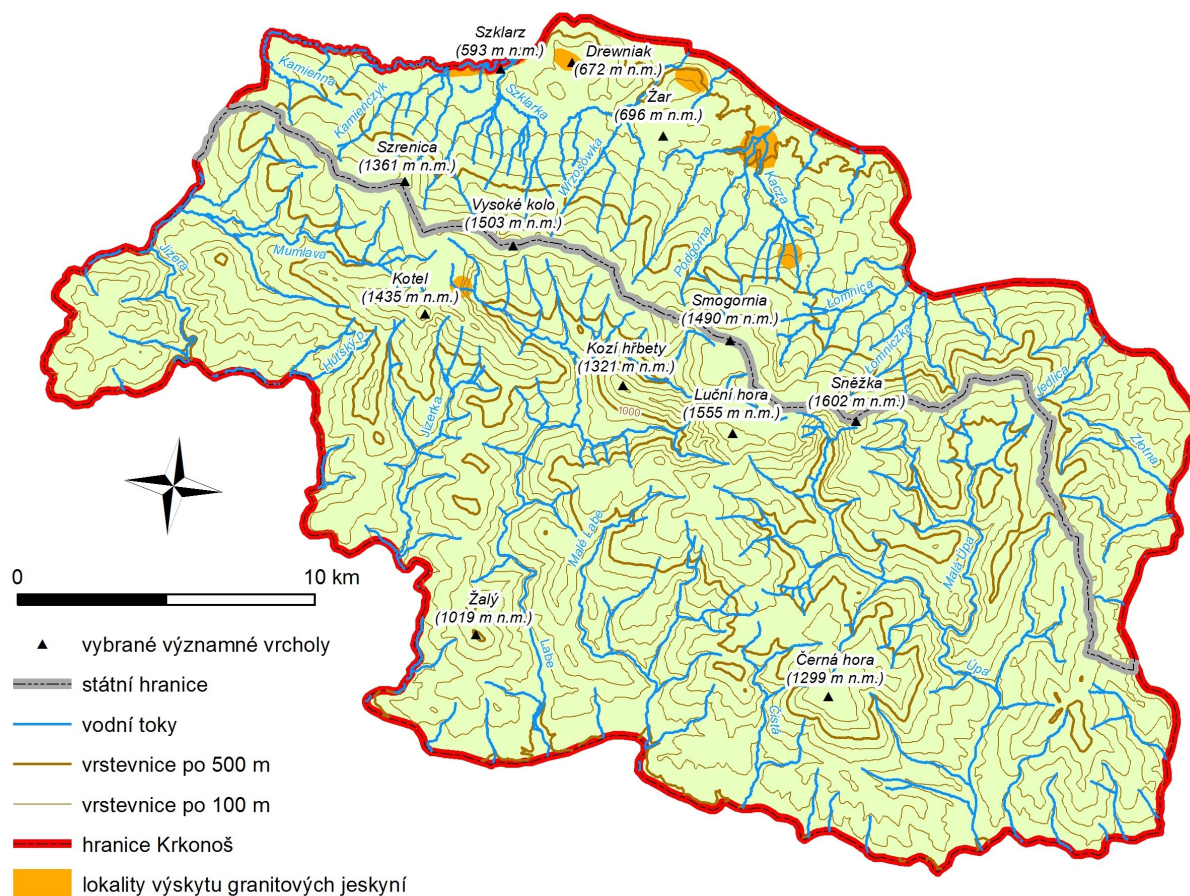 Szklarz
(593 m n.m.)
Drewniak
(672 m n.m.)
Kamienna
Kamieńczyk
Szklarka
Żar
(696 m n.m.)
Szrenica
(1361 m n.m.)
Wrzosówka
Kacza
Vysoké kolo
(1503 m n.m.)
Jizera
Mumlava
Podgórna
Kotel
(1435 m n.m.)
Łomnica
Smogornia
(1490 m n.m.)
Huťský p.
Kozí hřbety
(1321 m n.m.)
Łomniczka
Luční hora
(1555 m n.m.)
Sněžka
(1602 m n.m.)
Jedlica
1000
Jizerka
Złotna
Malé Labe
Malá Úpa
0
10 km
Žalý
(1019 m n.m.)
vybrané významné vrcholy
Labe
Černá hora
(1299 m n.m.)
Úpa
státní hranice
Čistá
vodní toky
vrstevnice po 500 m
vrstevnice po 100 m
hranice Krkonoš
lokality výskytu granitových jeskyní